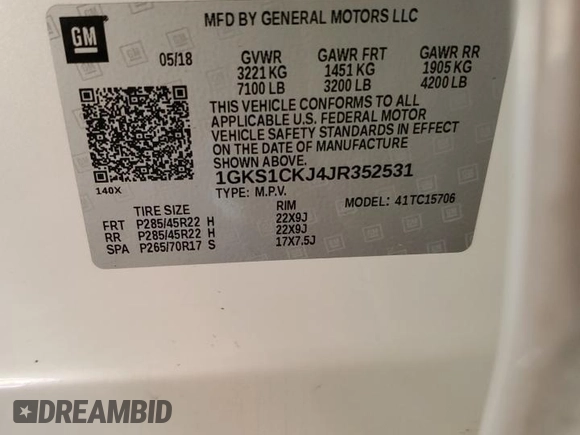 GM
MFD BY GENERAL MOTORS LLC
05/18 GVWR GAWR FRT GAWR RR
3221 KG 1451 KG 1905 KG
7100 LB 3200 LB 4200 LB
THIS VEHICLE CONFORMS TO ALL
APPLICABLE U.S. FEDERAL MOTOR
VEHICLE SAFETY STANDARDS IN EFFECT
ON THE DATE OF MANUFACTURE
SHOWN ABOVE.
140X
1GKS1CKJ4JR352531
TYPE: M.P.V. MODEL: 41TC15706
TIRE SIZE RIM
FRT P285/45R22 H 22X9J
RR P285/45R22 H 22X9J
SPA P265/70R17 S 17X7.5J
DREAMBID